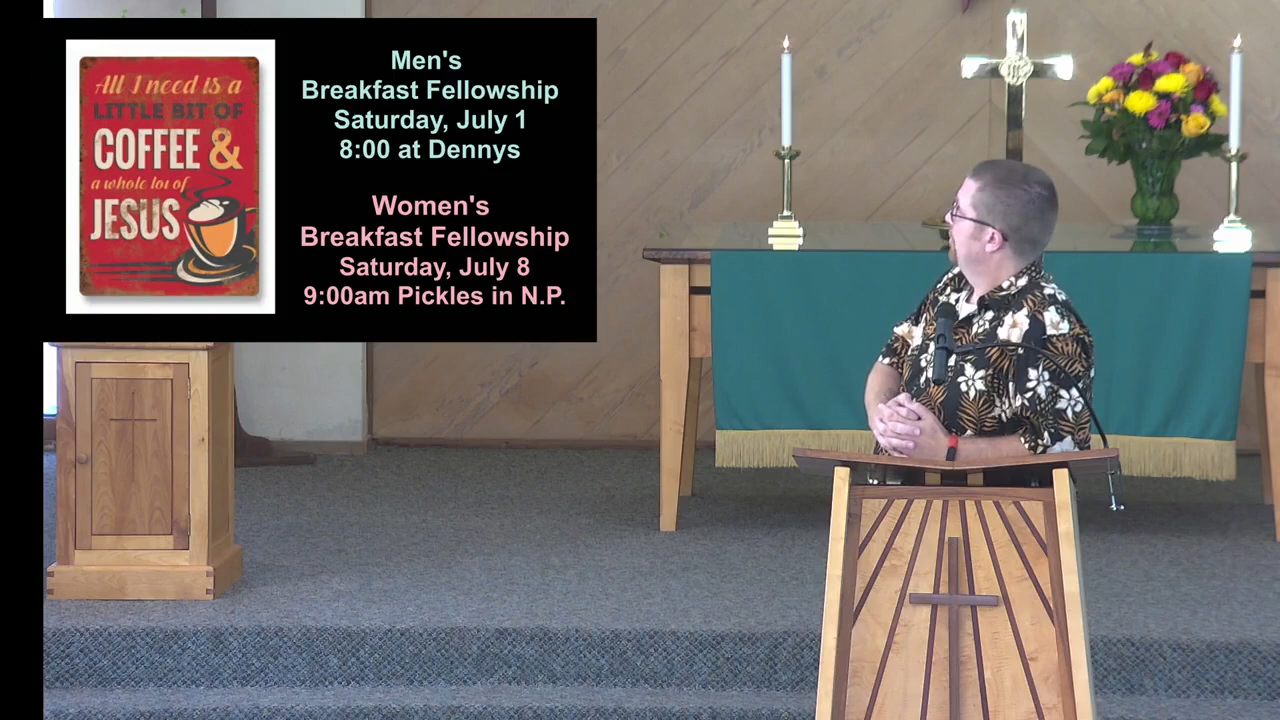 All I need is a
LITTLE BIT OF
COFFEE &
a whole lot of
JESUS
Men's
Breakfast Fellowship
Saturday, July 1
8:00 at Dennys
Women's
Breakfast Fellowship
Saturday, July 8
9:00am Pickles in N.P.